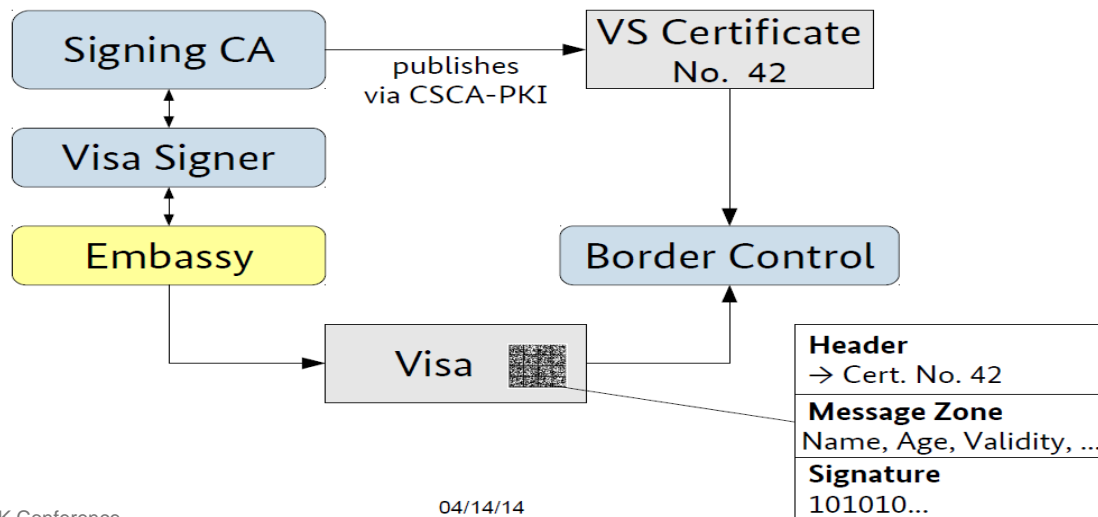 Signing CA
publishes
via CSCA-PKI
VS Certificate
No. 42
Visa Signer
Embassy
Border Control
Visa
Header
→ Cert. No. 42
Message Zone
Name, Age, Validity, ...
Signature
101010...
K Conference
04/14/14